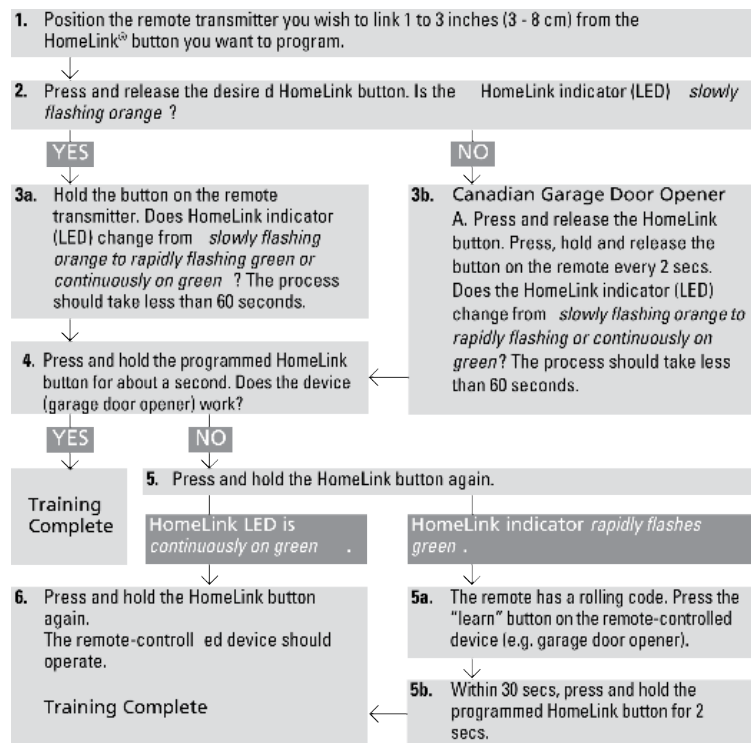 1. Position the remote transmitter you wish to link 1 to 3 inches (3 - 8 cm) from the
HomeLink® button you want to program.
2. Press and release the desire d HomeLink button. Is the HomeLink indicator (LED) slowly
flashing orange ?
YES
NO
3a. Hold the button on the remote
transmitter. Does HomeLink indicator
(LED) change from slowly flashing
orange to rapidly flashing green or
continuously on green ? The process
should take less than 60 seconds.
3b. Canadian Garage Door Opener
A. Press and release the HomeLink
button. Press, hold and release the
button on the remote every 2 secs.
Does the HomeLink indicator (LED)
change from slowly flashing orange to
rapidly flashing or continuously on
green? The process should take less
than 60 seconds.
4. Press and hold the programmed HomeLink
button for about a second. Does the device
(garage door opener) work?
YES
NO
Training
Complete
5. Press and hold the HomeLink button again.
HomeLink LED is
continuously on green .
HomeLink indicator rapidly flashes
green .
6. Press and hold the HomeLink button
again.
The remote-controll ed device should
operate.
Training Complete
5a. The remote has a rolling code. Press the
“learn” button on the remote-controlled
device (e.g. garage door opener).
5b. Within 30 secs, press and hold the
programmed HomeLink button for 2
secs.